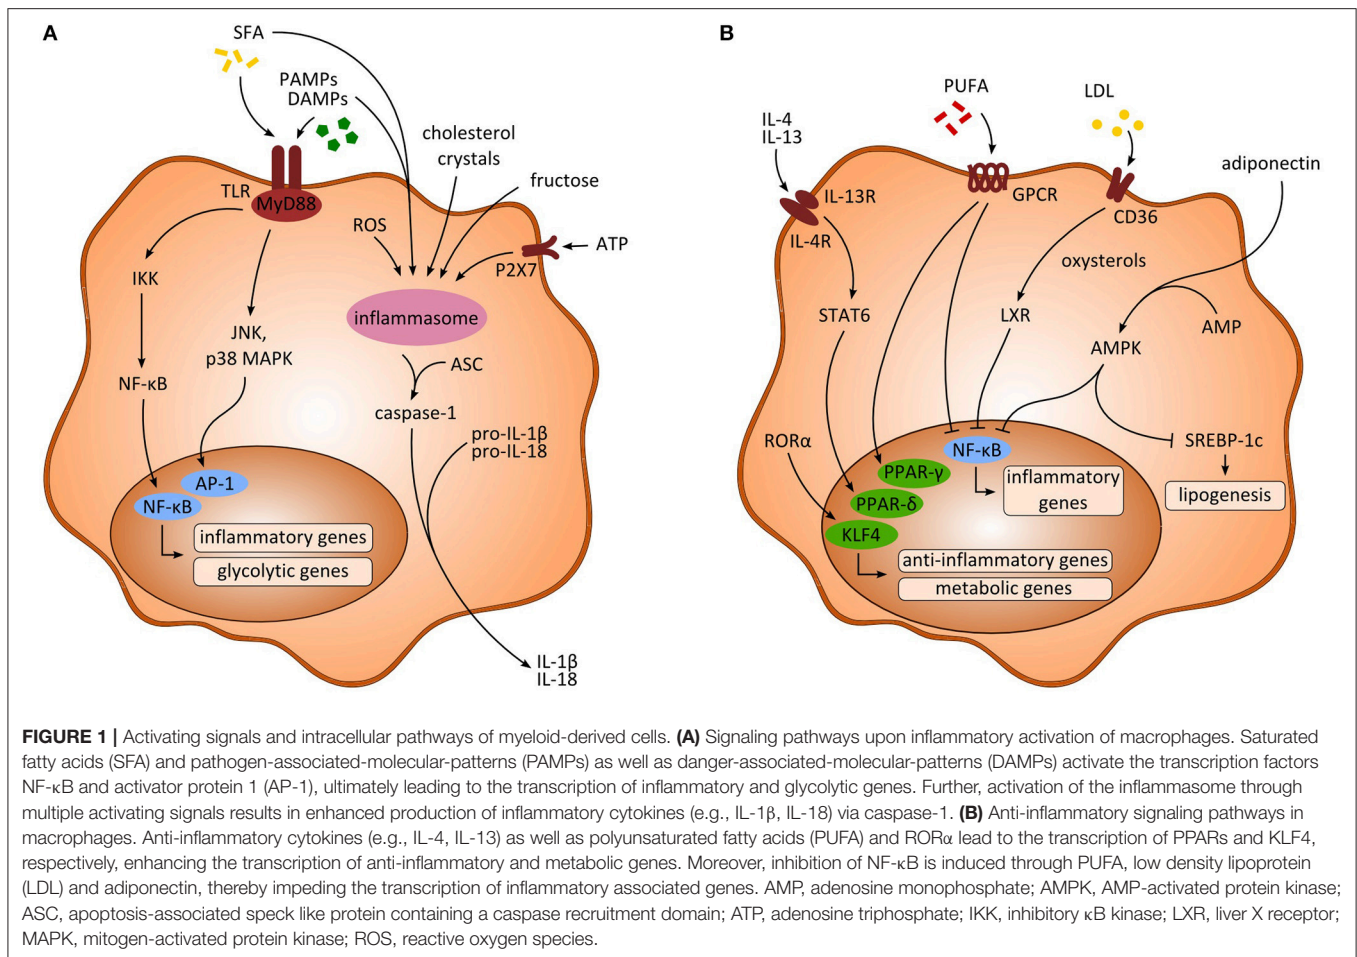 A
SFA
PAMPs
DAMPs
cholesterol
crystals
fructose
TLR
MyD88
ROS
ATP
P2X7
IKK
inflammasome
JNK,
p38 MAPK
ASC
NF-κB
caspase-1
pro-IL-1β
pro-IL-18
AP-1
NF-κB
inflammatory genes
glycolytic genes
IL-1β
IL-18
B
PUFA
LDL
IL-4
IL-13
adiponectin
IL-13R
GPCR
CD36
IL-4R
oxysterols
STAT6
LXR
AMP
AMPK
RORα
NF-κB
SREBP-1c
PPAR-γ
inflammatory
genes
lipogenesis
PPAR-δ
KLF4
anti-inflammatory genes
metabolic genes
FIGURE 1 | Activating signals and intracellular pathways of myeloid-derived cells. (A) Signaling pathways upon inflammatory activation of macrophages. Saturated
fatty acids (SFA) and pathogen-associated-molecular-patterns (PAMPs) as well as danger-associated-molecular-patterns (DAMPs) activate the transcription factors
NF-κB and activator protein 1 (AP-1), ultimately leading to the transcription of inflammatory and glycolytic genes. Further, activation of the inflammasome through
multiple activating signals results in enhanced production of inflammatory cytokines (e.g., IL-1β, IL-18) via caspase-1. (B) Anti-inflammatory signaling pathways in
macrophages. Anti-inflammatory cytokines (e.g., IL-4, IL-13) as well as polyunsaturated fatty acids (PUFA) and RORα lead to the transcription of PPARs and KLF4,
respectively, enhancing the transcription of anti-inflammatory and metabolic genes. Moreover, inhibition of NF-κB is induced through PUFA, low density lipoprotein
(LDL) and adiponectin, thereby impeding the transcription of inflammatory associated genes. AMP, adenosine monophosphate; AMPK, AMP-activated protein kinase;
ASC, apoptosis-associated speck like protein containing a caspase recruitment domain; ATP, adenosine triphosphate; IKK, inhibitory κB kinase; LXR, liver X receptor;
MAPK, mitogen-activated protein kinase; ROS, reactive oxygen species.